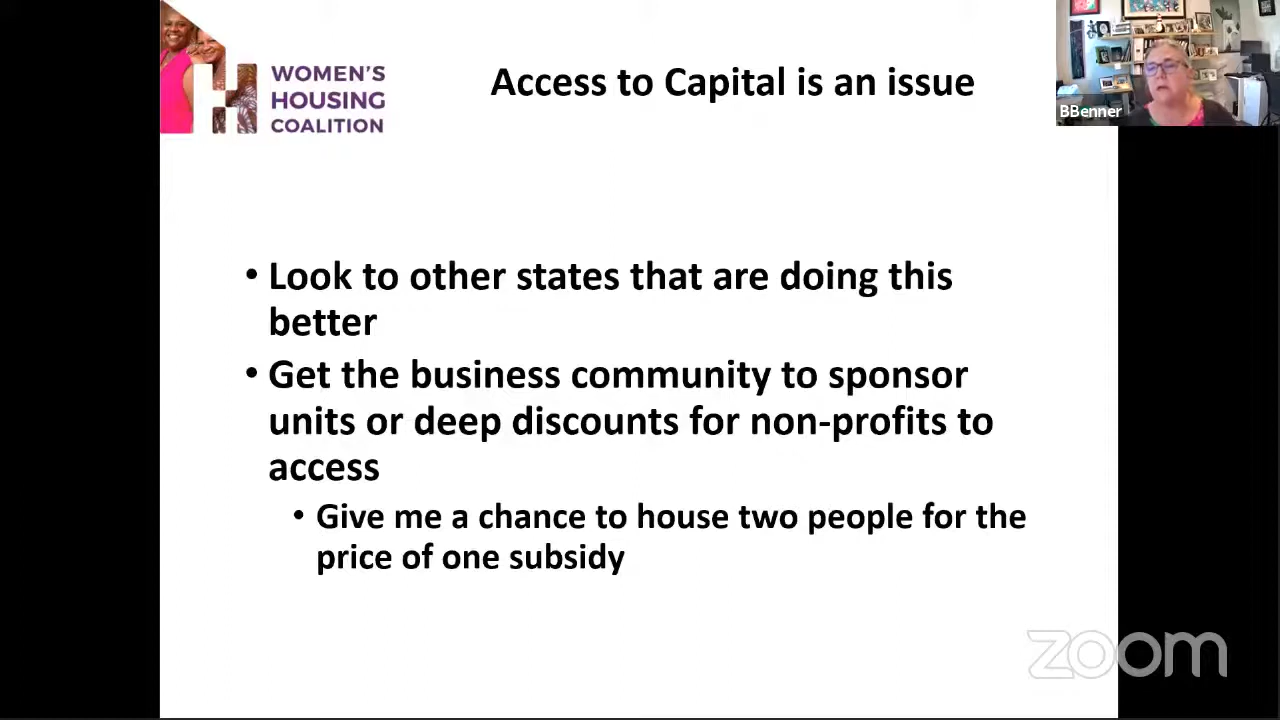 WOMEN'S
HOUSING
COALITION
Access to Capital is an issue
BBenner
• Look to other states that are doing this
better
• Get the business community to sponsor
units or deep discounts for non-profits to
access
• Give me a chance to house two people for the
price of one subsidy
zoom